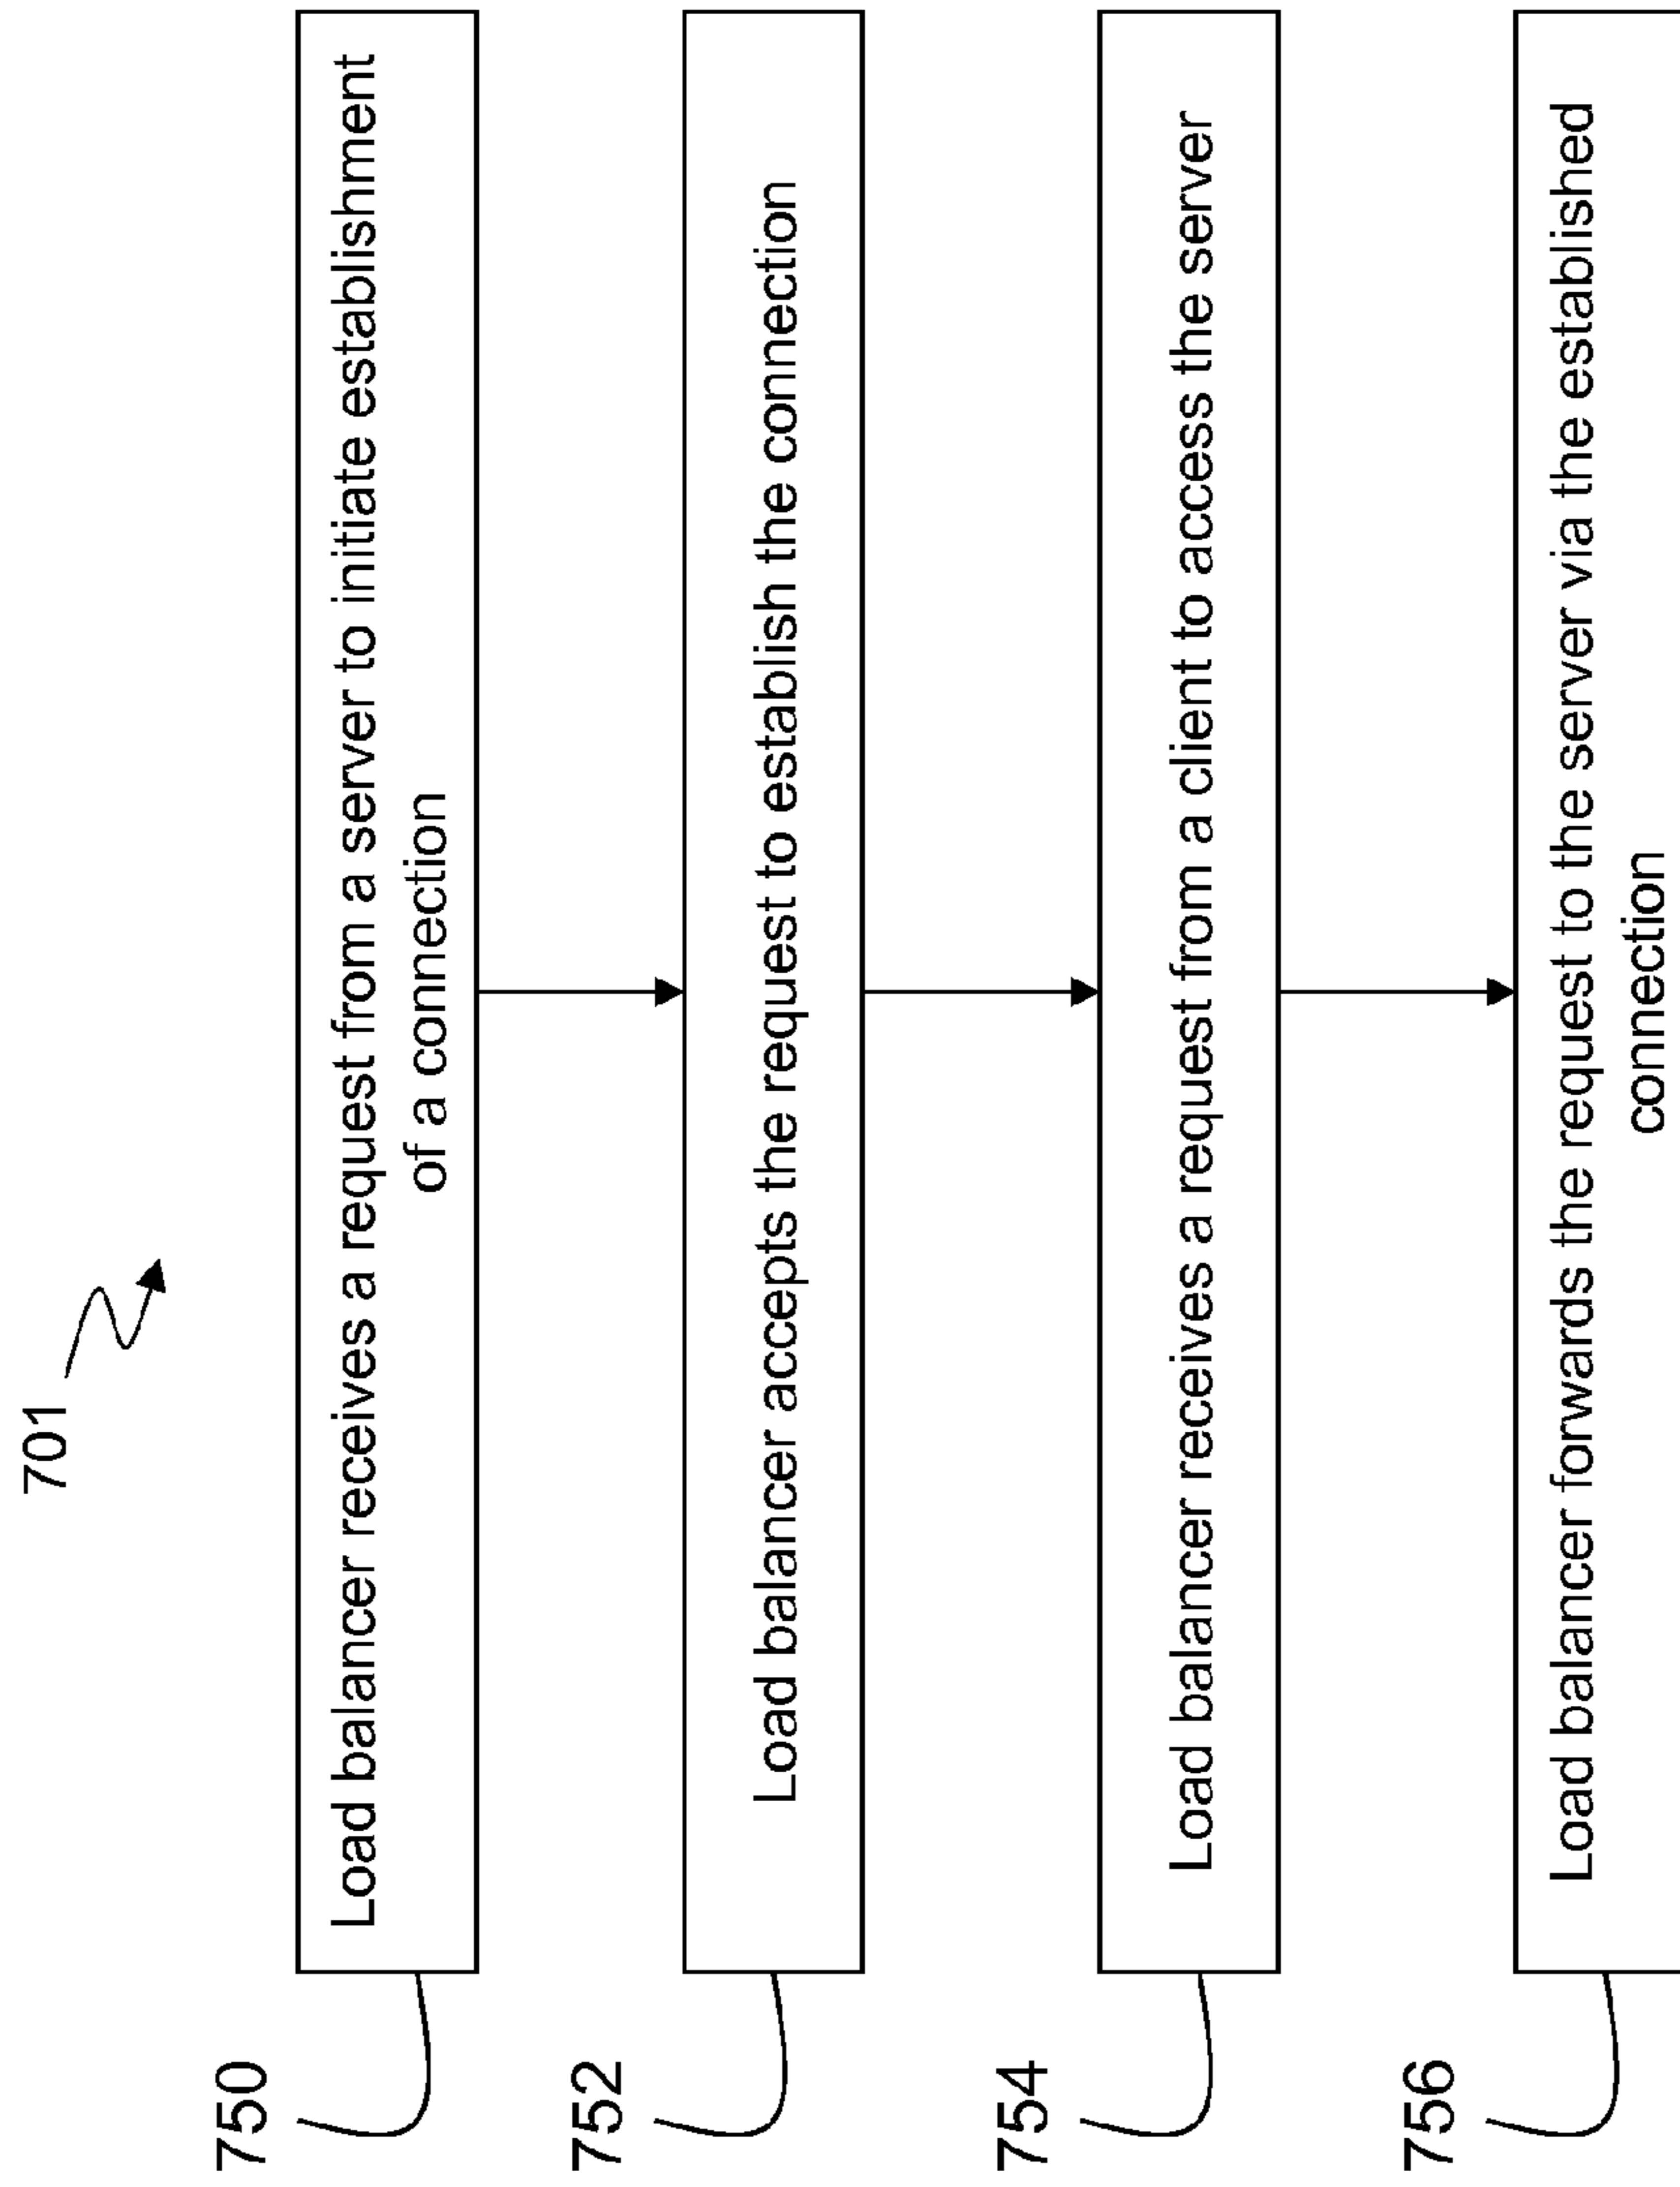 701
750
Load balancer receives a request from a server to initiate establishment
of a connection
752
Load balancer accepts the request to establish the connection
754
Load balancer receives a request from a client to access the server
756
Load balancer forwards the request to the server via the established
connection